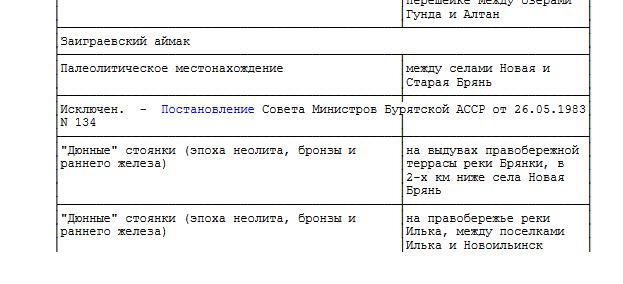 перешейке между озерами
Гунда и Алтан
Заиграевский аймак
Палеолитическое местонахождение
между селами Новая и
Старая Брянь
Исключен. - Постановление Совета Министров Бурятской АССР от 26.05.1983
N 134
"Дюнные" стоянки (эпоха неолита, бронзы и
раннего железа)
на выдувах правобережной
террасы реки Брянки, в
2-х км ниже села Новая
Брянь
"Дюнные" стоянки (эпоха неолита, бронзы и
раннего железа)
на правобережье реки
Илька, между поселками
Илька и Новоильинск